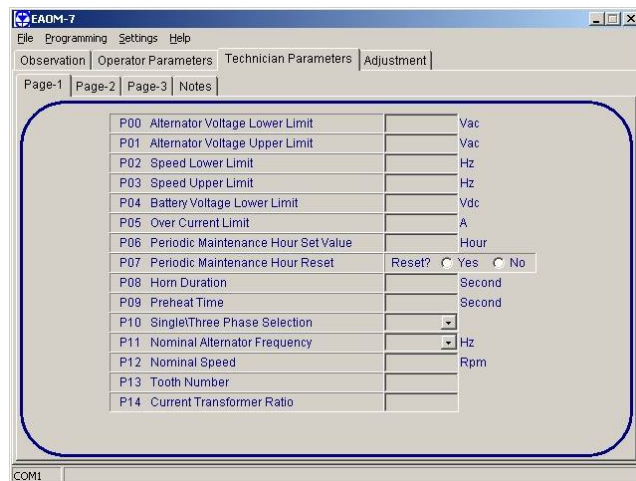 EAOM-7
File Programming Settings Help
Observation Operator Parameters Technician Parameters Adjustment
Page-1 Page-2 Page-3 Notes
P00 Alternator Voltage Lower Limit Vac
P01 Alternator Voltage Upper Limit Vac
P02 Speed Lower Limit Hz
P03 Speed Upper Limit Hz
P04 Battery Voltage Lower Limit Vdc
P05 Over Current Limit A
P06 Periodic Maintenance Hour Set Value Hour
P07 Periodic Maintenance Hour Reset Reset? Yes No
P08 Horn Duration Second
P09 Preheat Time Second
P10 Single\Three Phase Selection
P11 Nominal Alternator Frequency Hz
P12 Nominal Speed Rpm
P13 Tooth Number
P14 Current Transformer Ratio
COM1